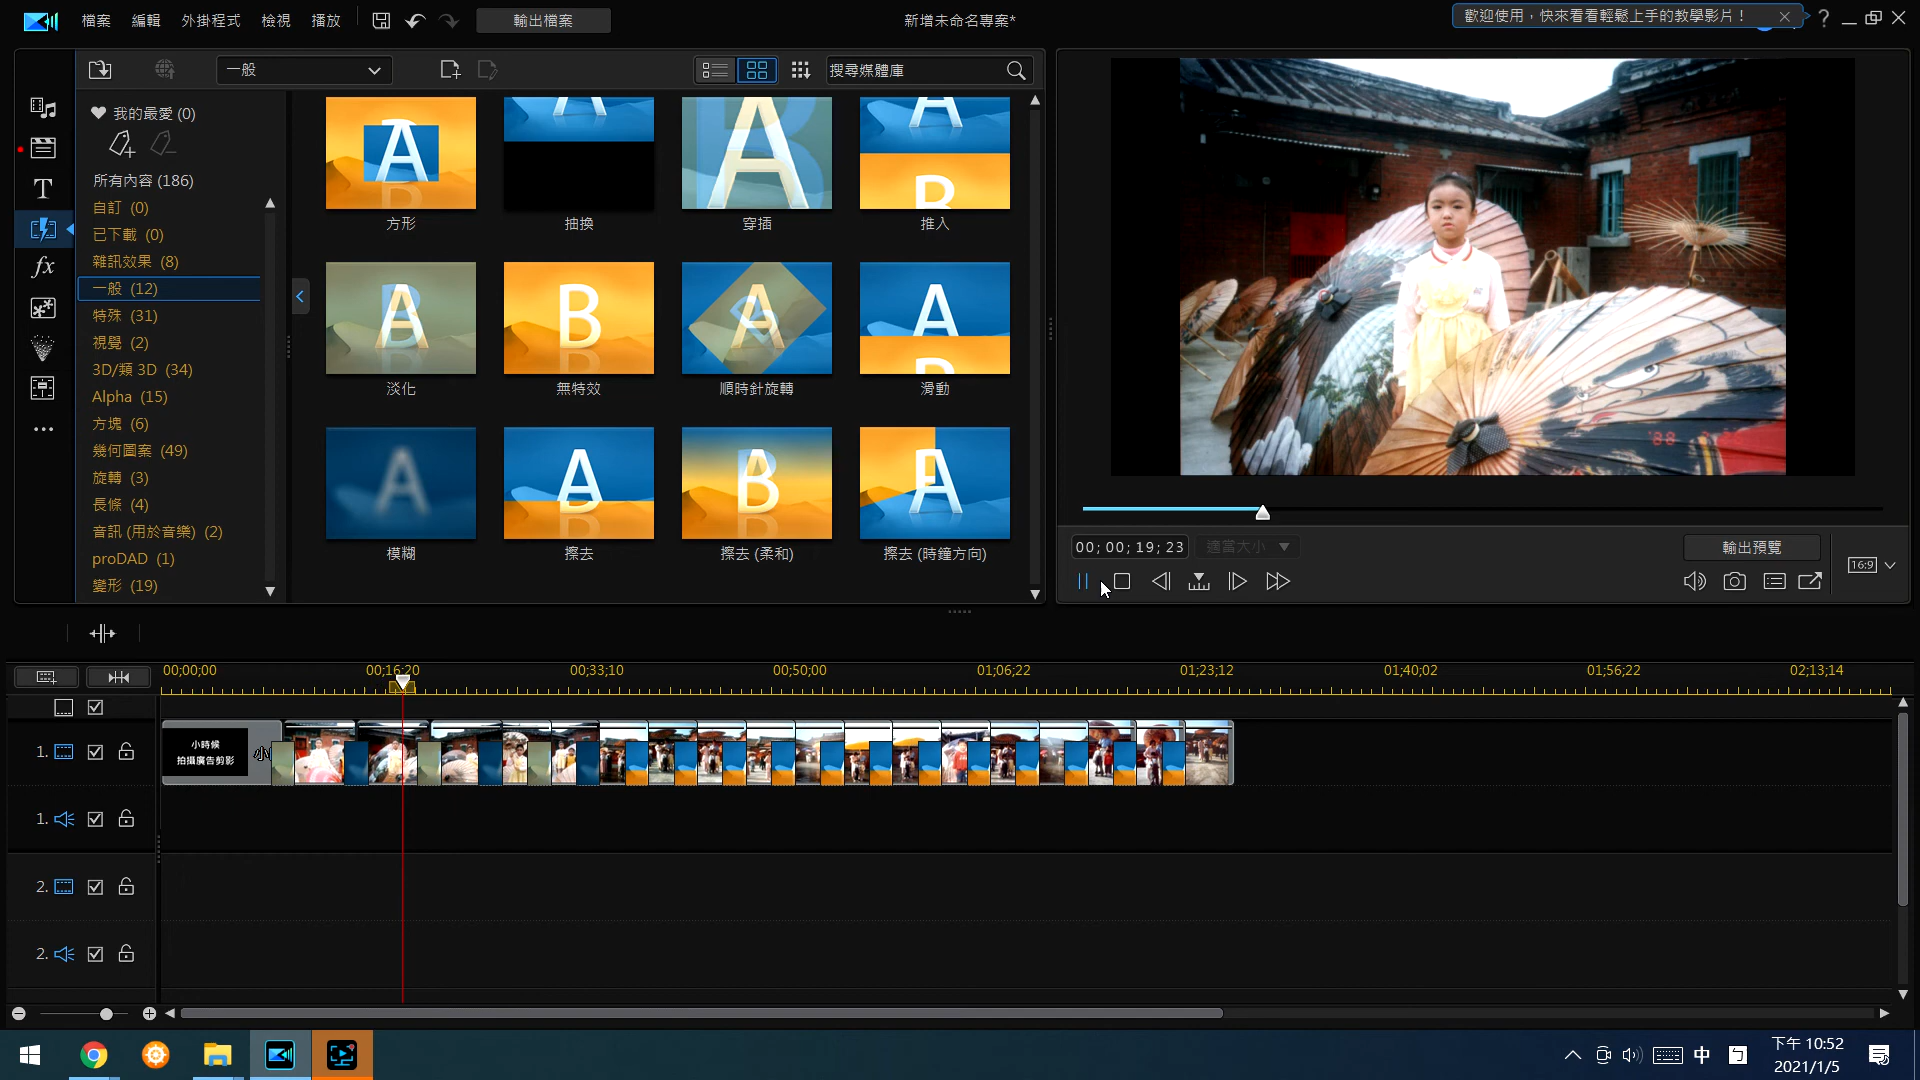 檔案 編輯 外掛程式 檢視 播放 輸出檔案 新增未命名專案* 歡迎使用，快來看看輕鬆上手的教學影片！
一般 搜尋媒體庫
我的最愛 (0)
所有內容 (186)
自訂 (0)
已下載 (0)
雜訊效果 (8)
一般 (12)
特殊 (31)
視覺 (2)
3D/類 3D (34)
Alpha (15)
方塊 (6)
幾何圖案 (49)
旋轉 (3)
長條 (4)
音訊 (用於音樂) (2)
proDAD (1)
變形 (19)
方形 抽換 穿插 推入
淡化 無特效 順時針旋轉 滑動
模糊 擦去 擦去 (柔和) 擦去 (時鐘方向)
'88
00; 00; 19; 23 適當大小 輸出預覽
16:9
00;00;00 00;16;20 00;33;10 00;50;00 01;06;22 01;23;12 01;40;02 01;56;22 02;13;14
1.
小時候
拍攝廣告剪影
小
1.
2.
2.
中
下午 10:52
2021/1/5